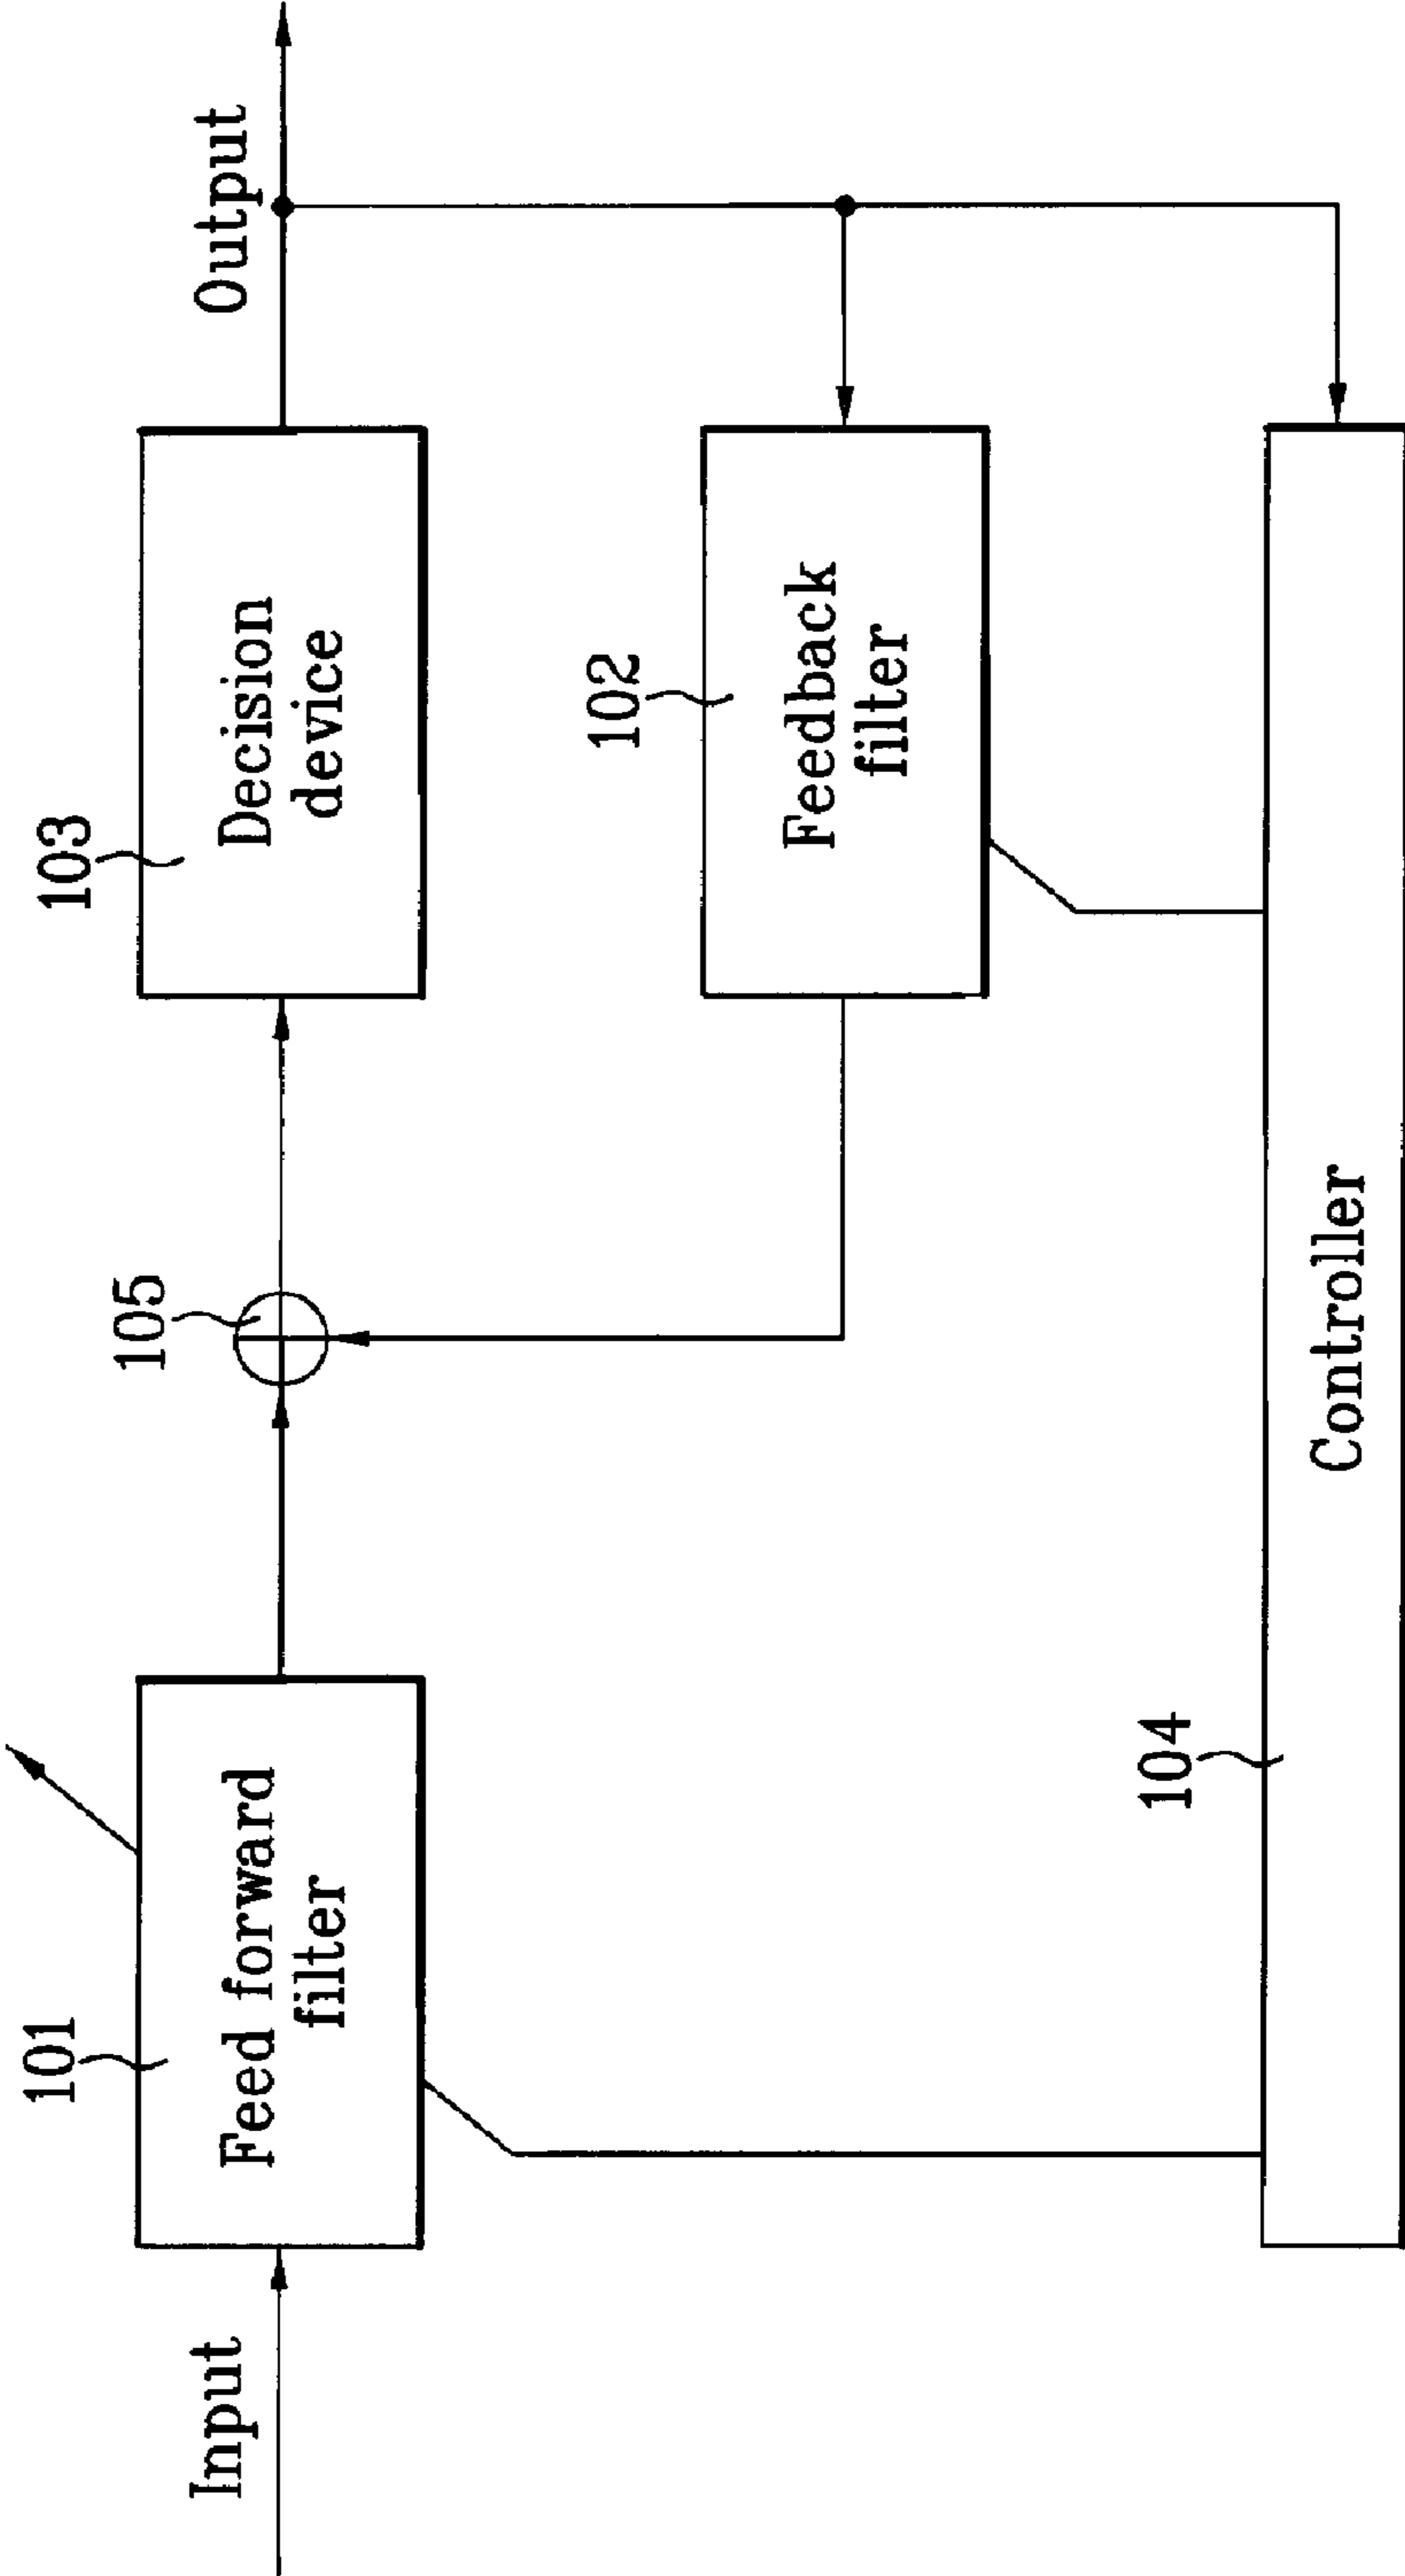 101
103
105
Input
Feed forward
filter
Decision
device
Output
102
Feedback
filter
104
Controller